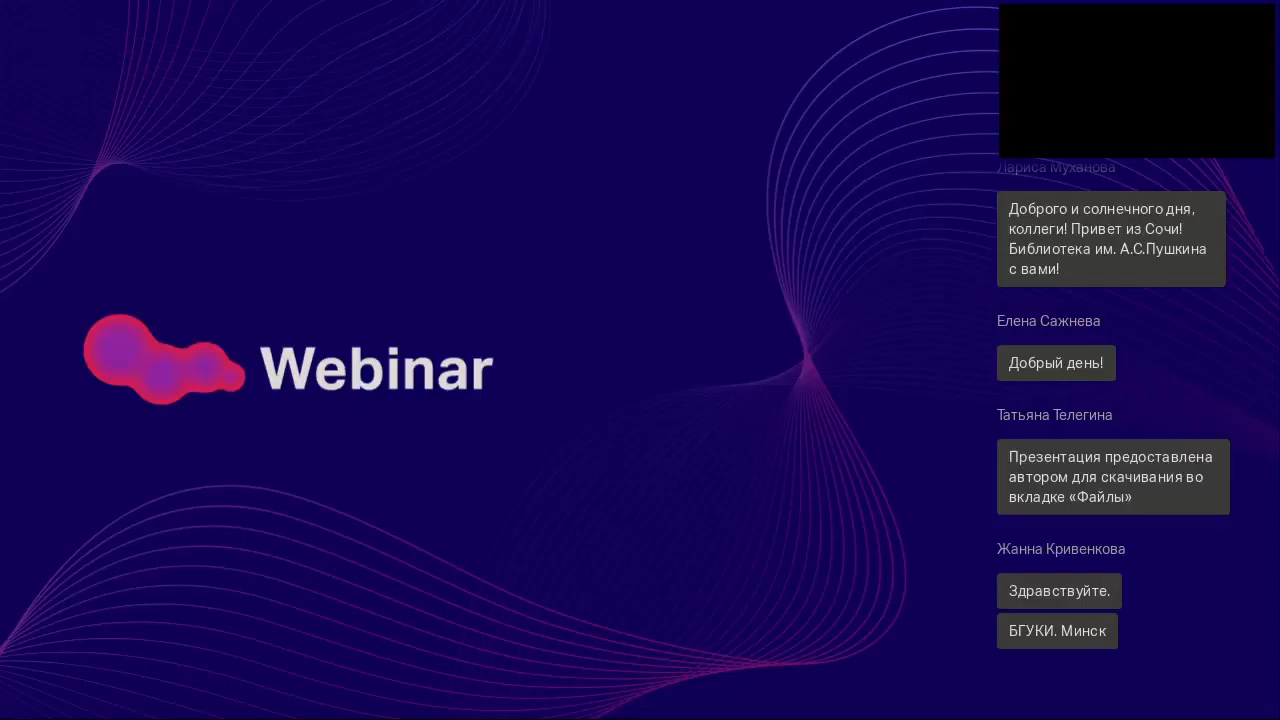 Webinar
Лариса Муханова
Доброго и солнечного дня,
коллеги! Привет из Сочи!
Библиотека им. А.С.Пушкина
с вами!
Елена Сажнева
Добрый день!
Татьяна Телегина
Презентация предоставлена
автором для скачивания во
вкладке «Файлы»
Жанна Кривенкова
Здравствуйте.
БГУКИ. Минск